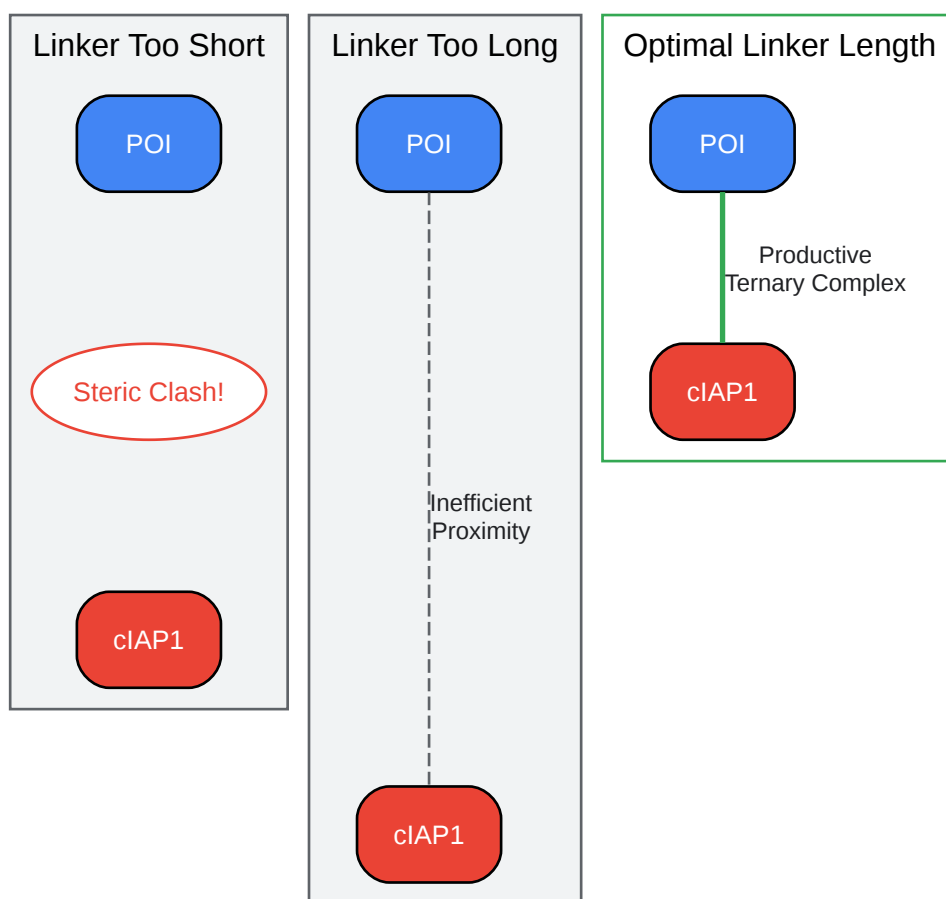 Linker Too Short
POI
Steric Clash!
cIAP1
Linker Too Long
POI
Inefficient
Proximity
cIAP1
Optimal Linker Length
POI
Productive
Ternary Complex
cIAP1